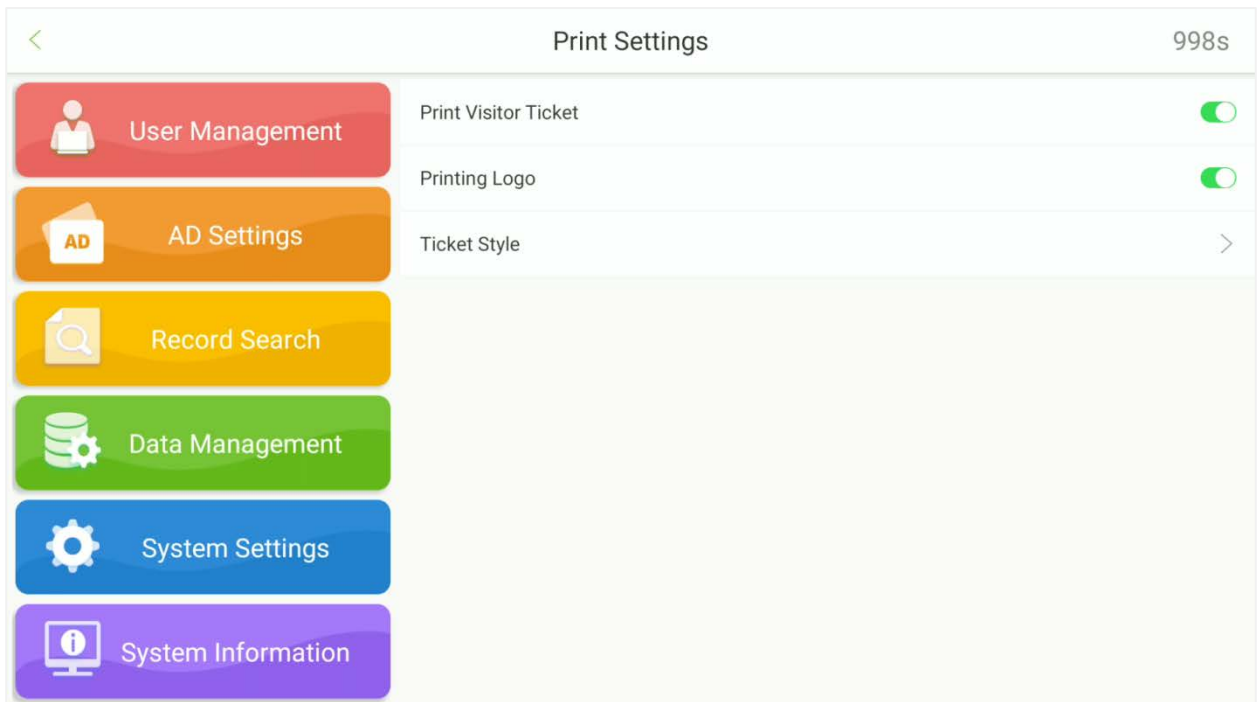 Print Settings
998s
User Management
AD
AD Settings
Record Search
Data Management
System Settings
System Information
Print Visitor Ticket
Printing Logo
Ticket Style